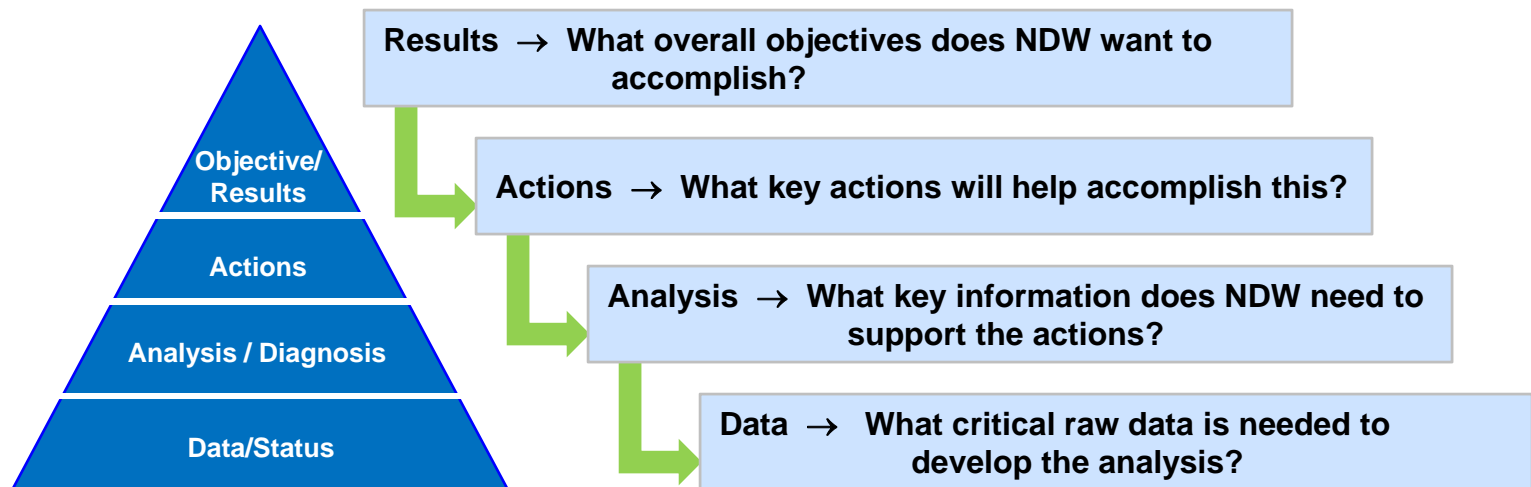 Objective/
Results
Actions
Analysis / Diagnosis
Data/Status
Results → What overall objectives does NDW want to
accomplish?
Actions → What key actions will help accomplish this?
Analysis → What key information does NDW need to
support the actions?
Data → What critical raw data is needed to
develop the analysis?